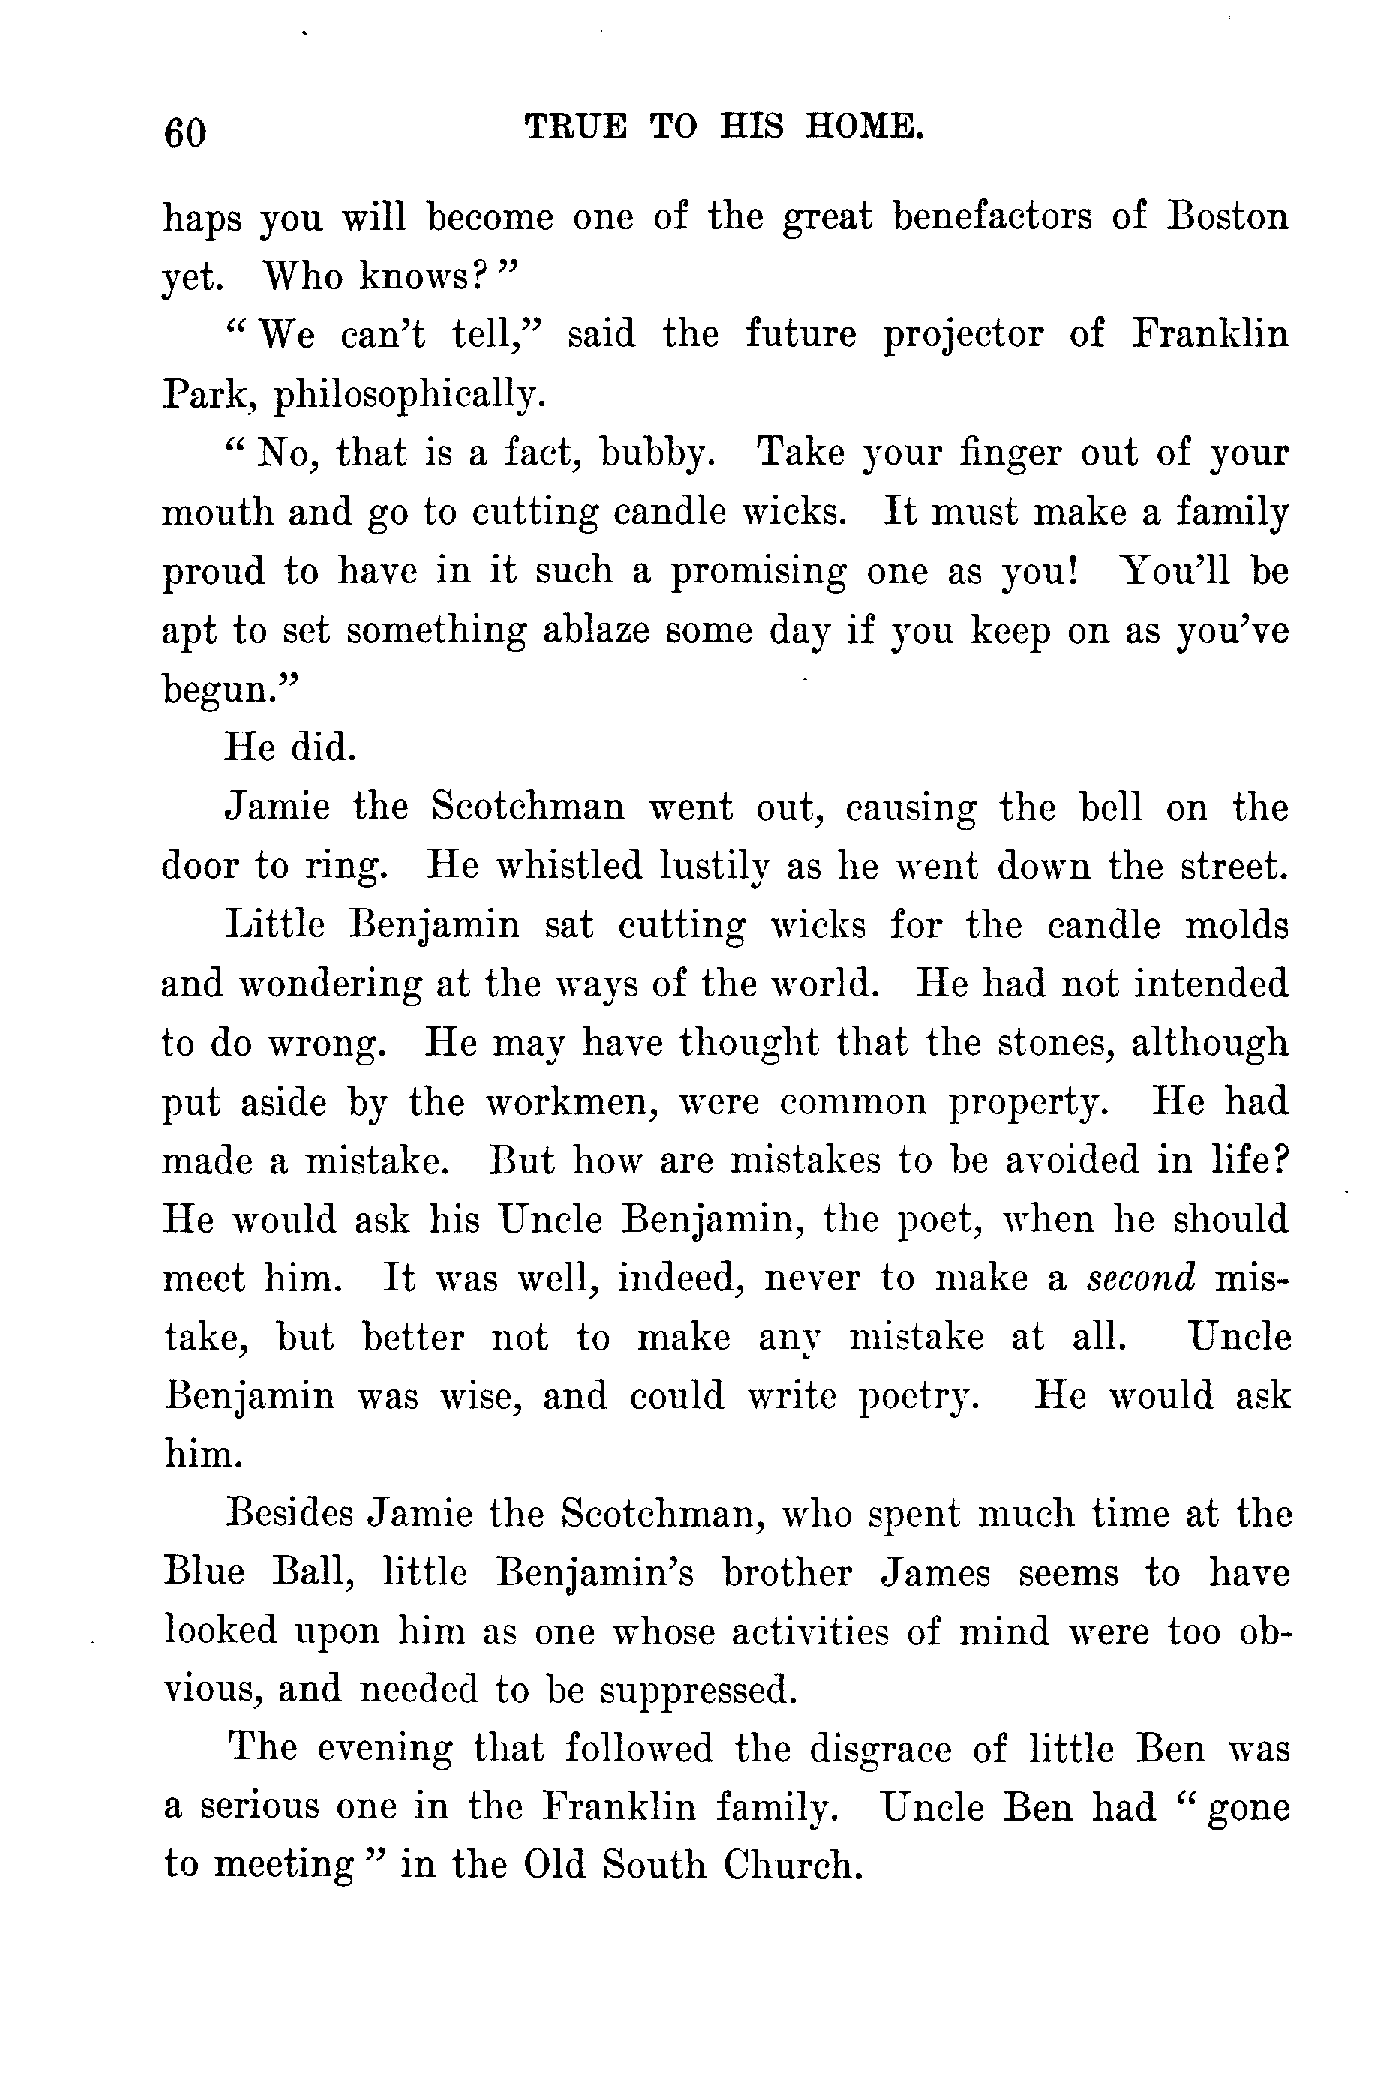 60 TRUE TO HIS HOME.
haps you will become one of the great benefactors of Boston
yet. Who knows?”
“We can’t tell,” said the future projector of Franklin
Park, philosophically.
“No, that is a fact, bubby. Take your finger out of your
mouth and go to cutting candle wicks. It must make a family
proud to have in it such a promising one as you! You’ll be
apt to set something ablaze some day if you keep on as you’ve
begun.”
He did.
Jamie the Scotchman went out, causing the bell on the
door to ring. He whistled lustily as he went down the street.
Little Benjamin sat cutting wicks for the candle molds
and wondering at the ways of the world. He had not intended
to do wrong. He may have thought that the stones, although
put aside by the workmen, were common property. He had
made a mistake. But how are mistakes to be avoided in life?
He would ask his Uncle Benjamin, the poet, when he should
meet him. It was well, indeed, never to make a second mis-
take, but better not to make any mistake at all. Uncle
Benjamin was wise, and could write poetry. He would ask
him.
Besides Jamie the Scotchman, who spent much time at the
Blue Ball, little Benjamin’s brother James seems to have
looked upon him as one whose activities of mind were too ob-
vious, and needed to be suppressed.
The evening that followed the disgrace of little Ben was
a serious one in the Franklin family. Uncle Ben had “gone
to meeting” in the Old South Church.